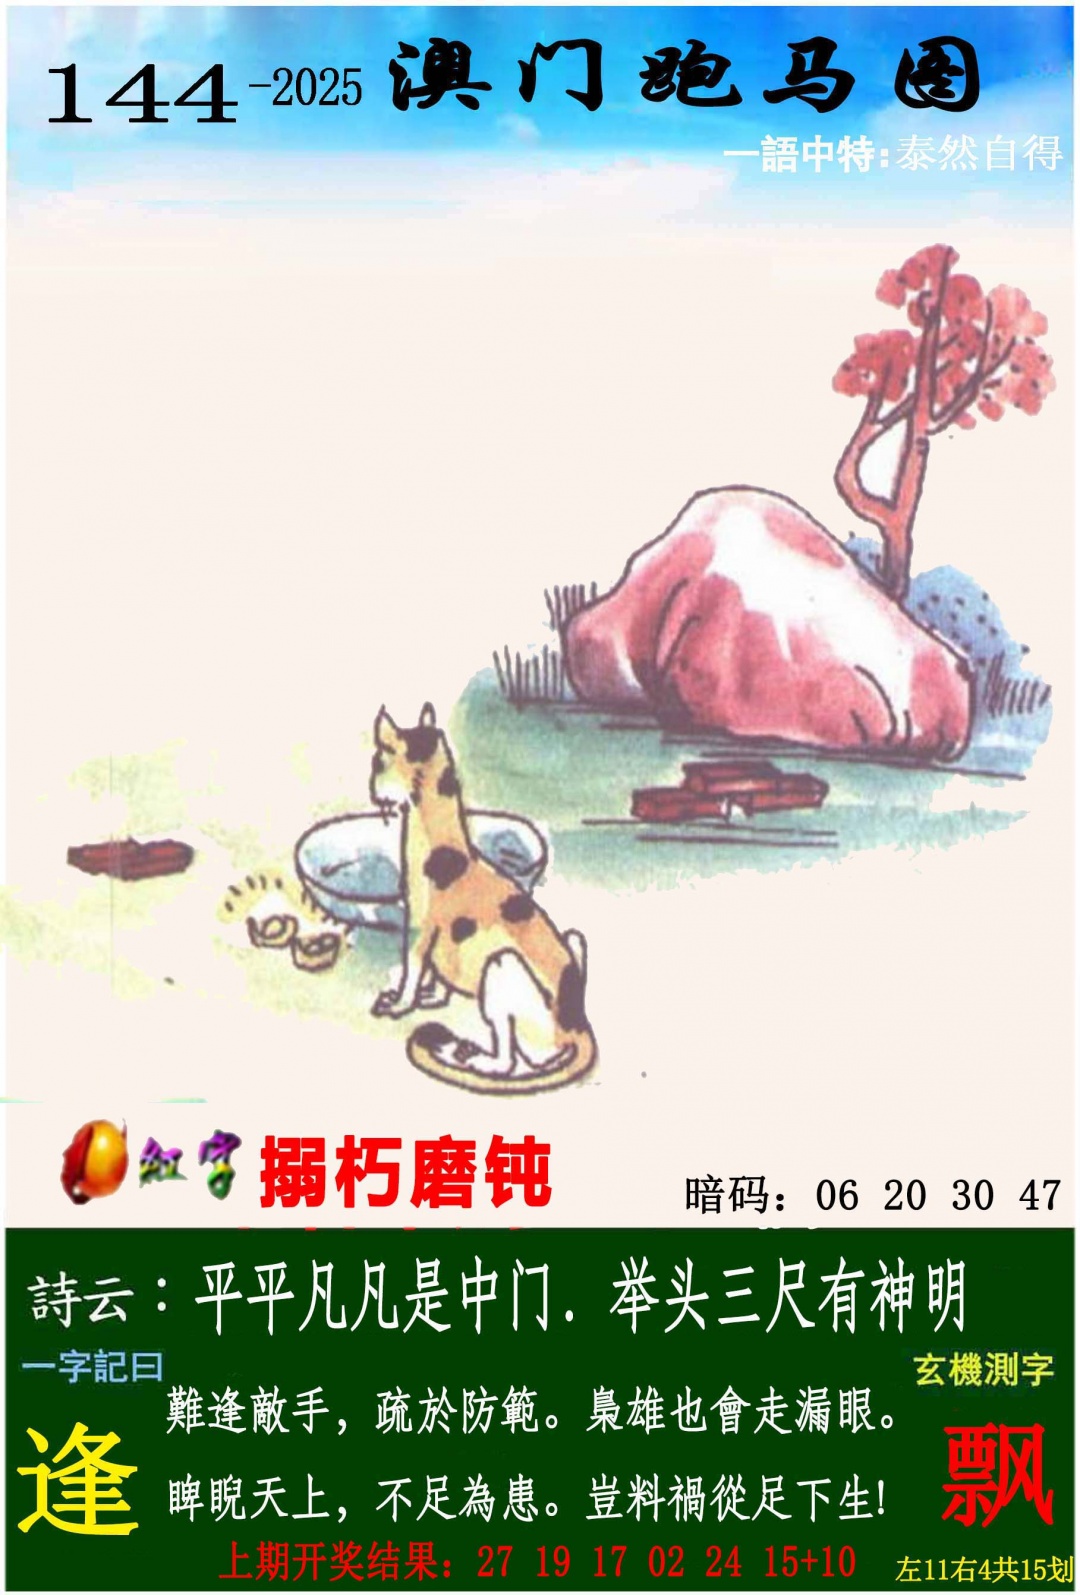 144-2025 澳门跑马图
一語中特:泰然自得
红字 搦朽磨钝
暗码：06 20 30 47
詩云：平平凡凡是中门．举头三尺有神明
一字記曰
玄機測字
難逢敵手，疏於防範。梟雄也會走漏眼。
逢
飘
睥睨天上，不足為患。豈料禍從足下生!
上期开奖结果：27 19 17 02 24 15+10
左11右4共15划